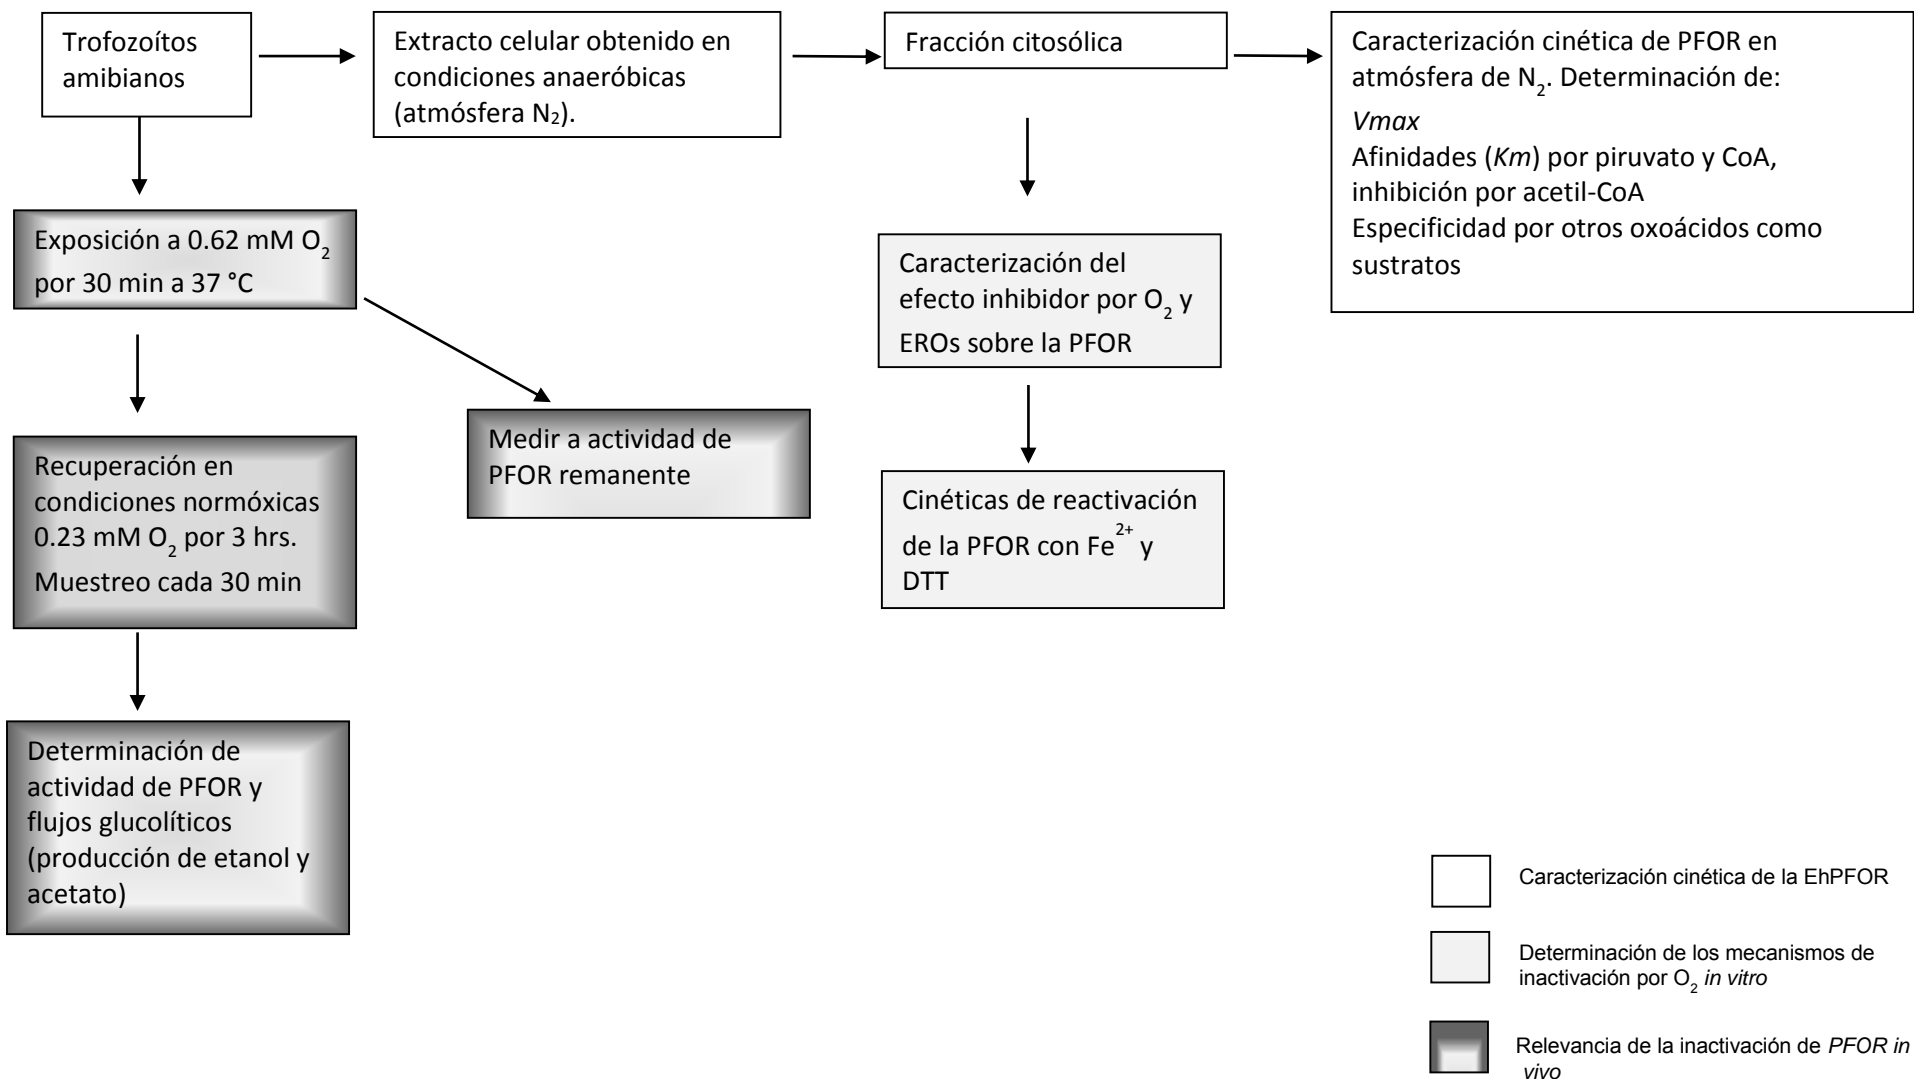 Trofozoítos
amibianos
Extracto celular obtenido en
condiciones anaeróbicas
(atmósfera N₂).
Fracción citosólica
Caracterización cinética de PFOR en
atmósfera de N₂. Determinación de:
Vmax
Afinidades (Km) por piruvato y CoA,
inhibición por acetil-CoA
Especificidad por otros oxoácidos como
sustratos
Exposición a 0.62 mM O₂
por 30 min a 37 °C
Caracterización del
efecto inhibidor por O₂ y
EROs sobre la PFOR
Recuperación en
condiciones normóxicas
0.23 mM O₂ por 3 hrs.
Muestreo cada 30 min
Medir a actividad de
PFOR remanente
Cinéticas de reactivación
de la PFOR con Fe²⁺ y
DTT
Determinación de
actividad de PFOR y
flujos glucolíticos
(producción de etanol y
acetato)
Caracterización cinética de la EhPFOR
Determinación de los mecanismos de
inactivación por O₂ in vitro
Relevancia de la inactivación de PFOR in
vivo